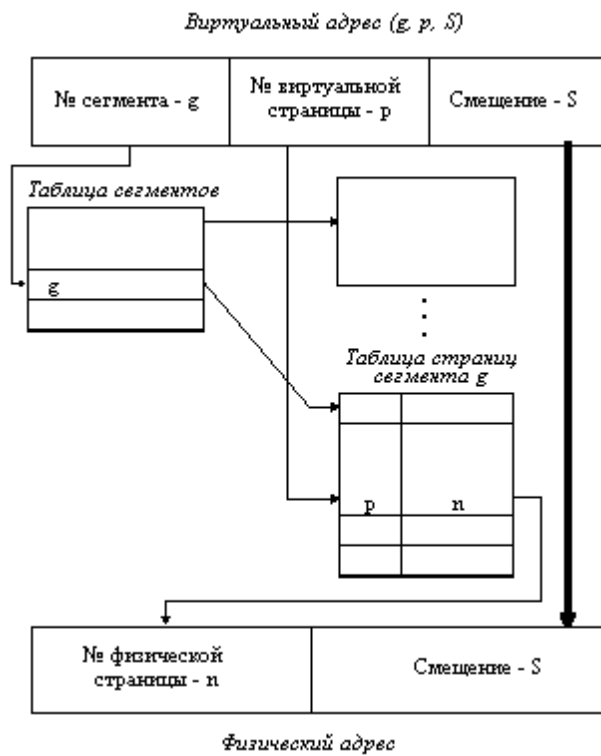 Виртуальный адрес (g, p, S)
№ сегмента - g
№ виртуальной
страницы - p
Смещение - S
Таблица сегментов
g
Таблица страниц
сегмента g
p
n
№ физической
страницы - n
Смещение - S
Физический адрес